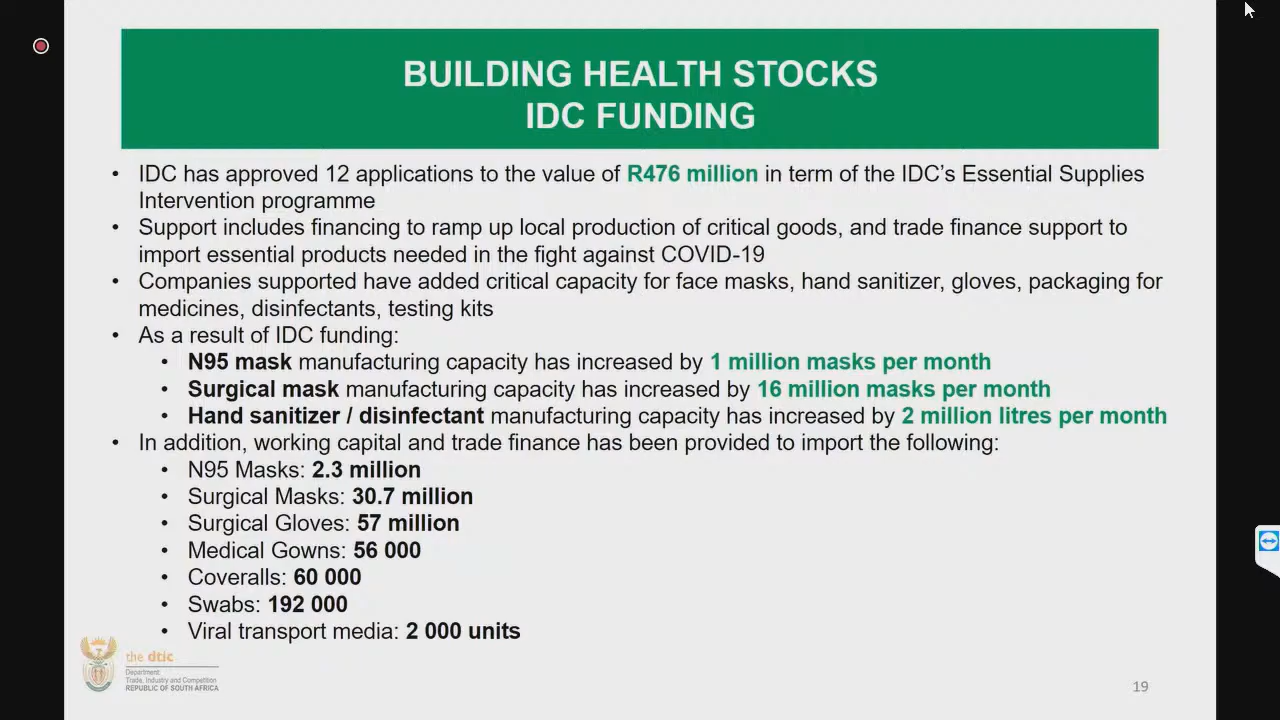 BUILDING HEALTH STOCKS
IDC FUNDING
• IDC has approved 12 applications to the value of R476 million in term of the IDC's Essential Supplies
Intervention programme
• Support includes financing to ramp up local production of critical goods, and trade finance support to
import essential products needed in the fight against COVID-19
• Companies supported have added critical capacity for face masks, hand sanitizer, gloves, packaging for
medicines, disinfectants, testing kits
• As a result of IDC funding:
• N95 mask manufacturing capacity has increased by 1 million masks per month
• Surgical mask manufacturing capacity has increased by 16 million masks per month
• Hand sanitizer / disinfectant manufacturing capacity has increased by 2 million litres per month
• In addition, working capital and trade finance has been provided to import the following:
• N95 Masks: 2.3 million
• Surgical Masks: 30.7 million
• Surgical Gloves: 57 million
• Medical Gowns: 56 000
• Coveralls: 60 000
• Swabs: 192 000
• Viral transport media: 2 000 units
the dtic
Department:
Trade, Industry and Competition
REPUBLIC OF SOUTH AFRICA
19